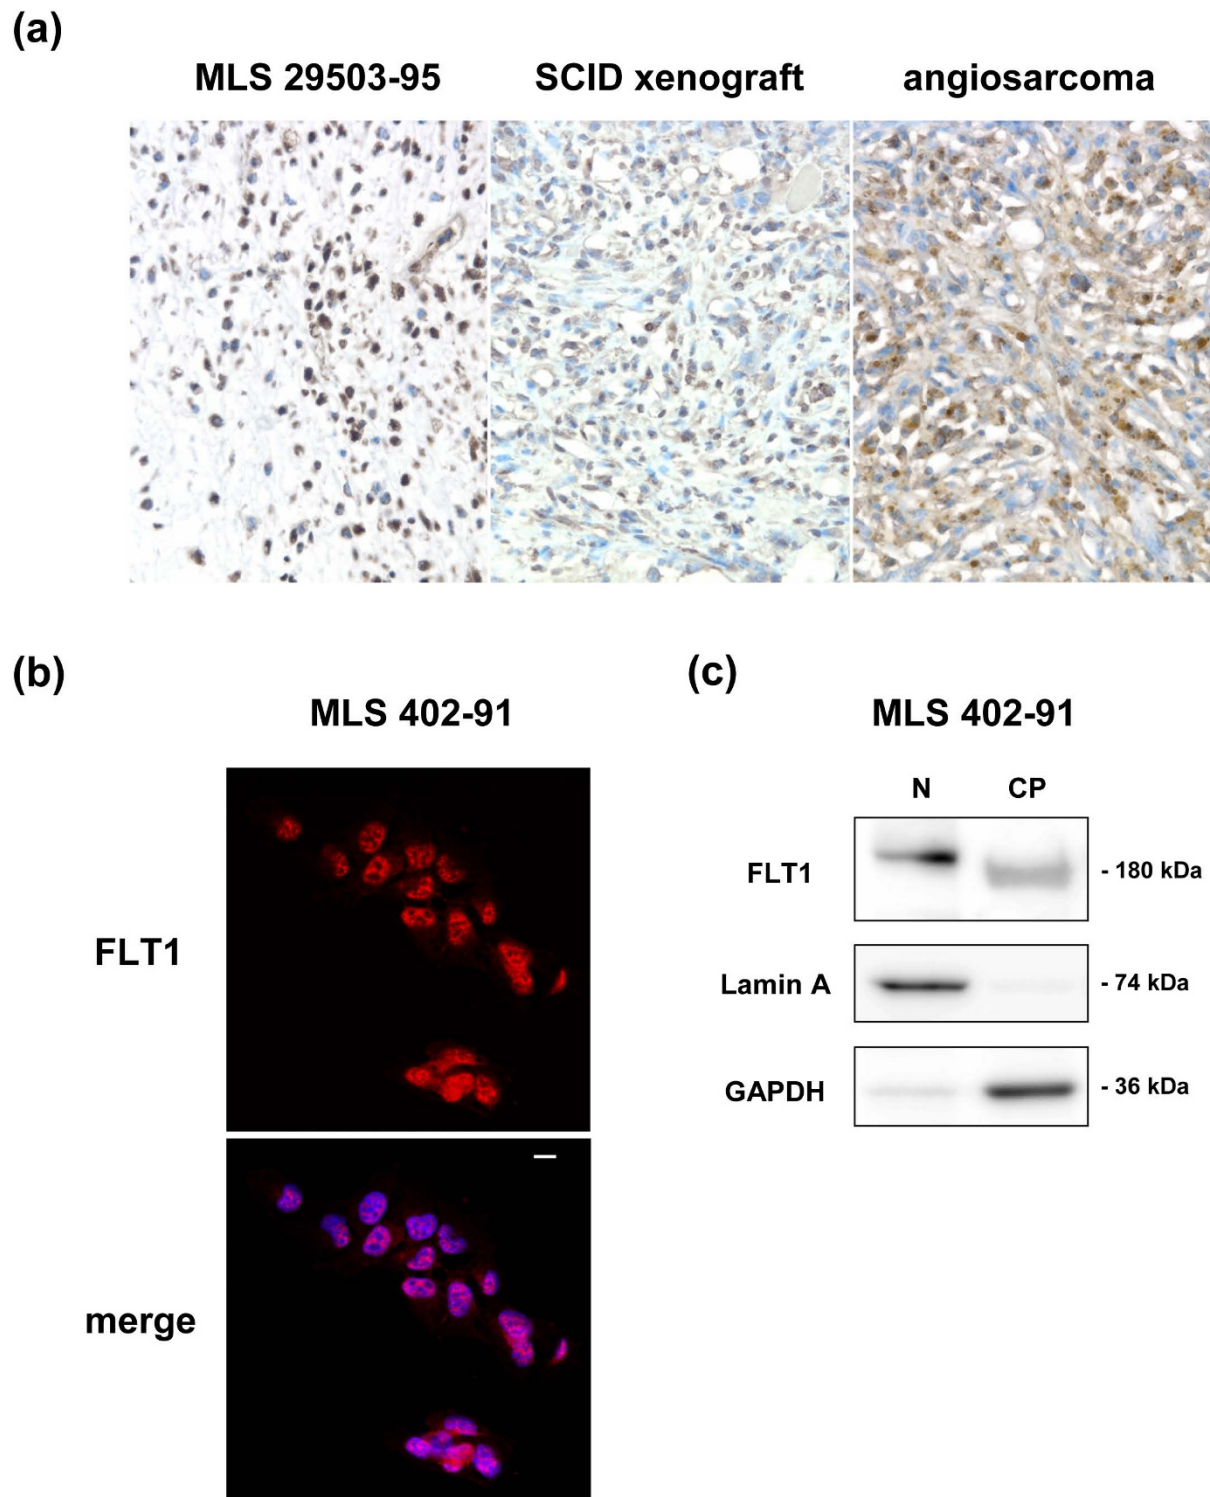 (a)
MLS 29503-95 SCID xenograft angiosarcoma
(b)
MLS 402-91
FLT1
merge
(c)
MLS 402-91
N CP
FLT1 - 180 kDa
Lamin A - 74 kDa
GAPDH - 36 kDa